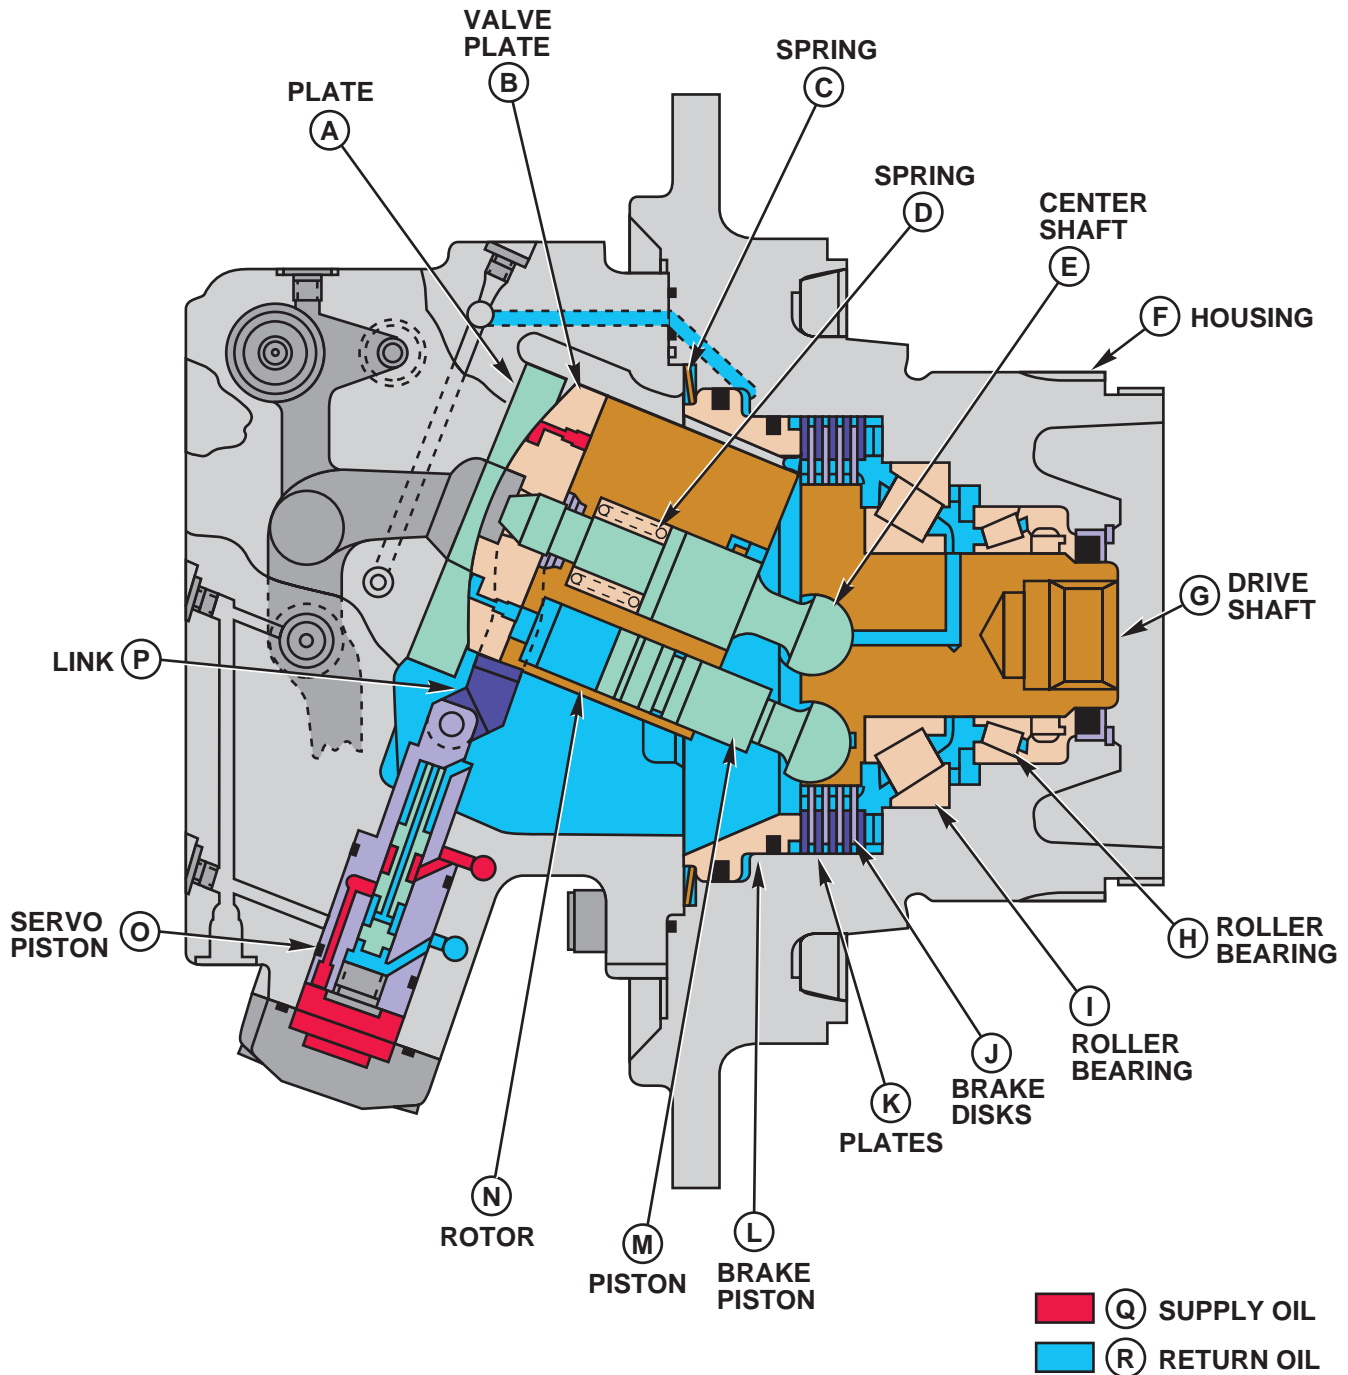 VALVE
PLATE
B
SPRING
C
PLATE
A
SPRING
D
CENTER
SHAFT
E
F HOUSING
G DRIVE
SHAFT
LINK P
SERVO
PISTON O
H ROLLER
BEARING
I
ROLLER
BEARING
J
BRAKE
DISKS
K
PLATES
N
ROTOR
M
PISTON
L
BRAKE
PISTON
Q SUPPLY OIL
R RETURN OIL